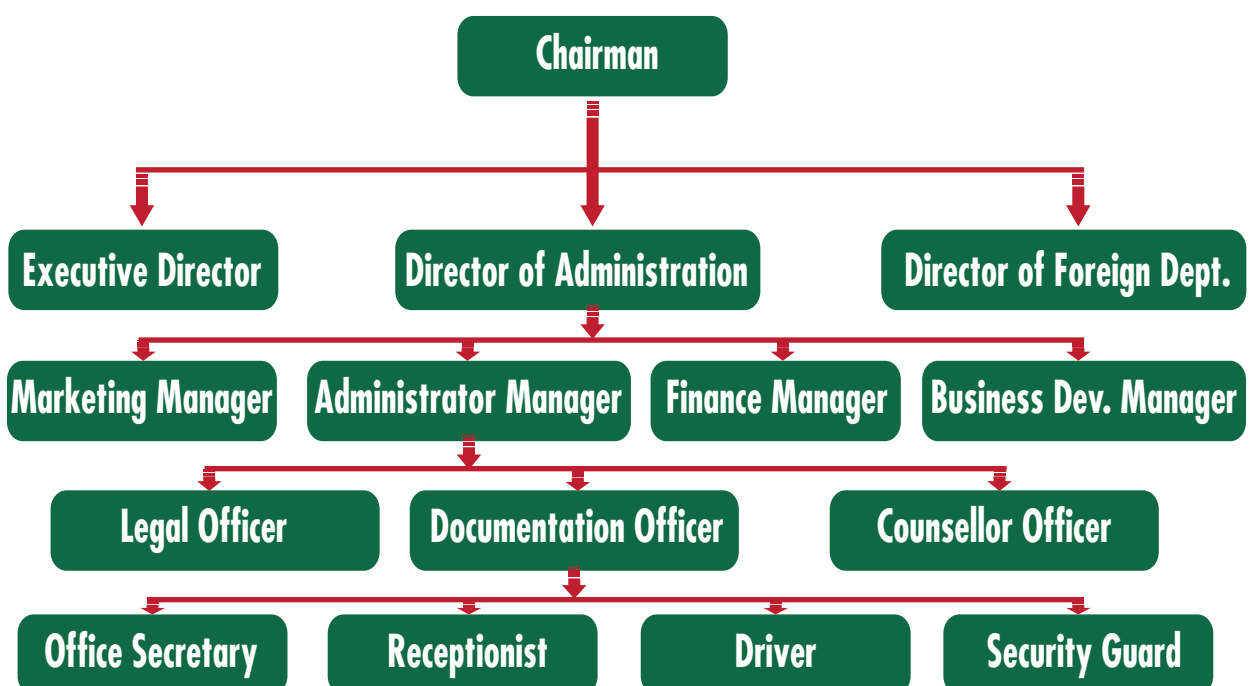 Chairman
Executive Director
Director of Administration
Director of Foreign Dept.
Marketing Manager
Administrator Manager
Finance Manager
Business Dev. Manager
Legal Officer
Documentation Officer
Counsellor Officer
Office Secretary
Receptionist
Driver
Security Guard